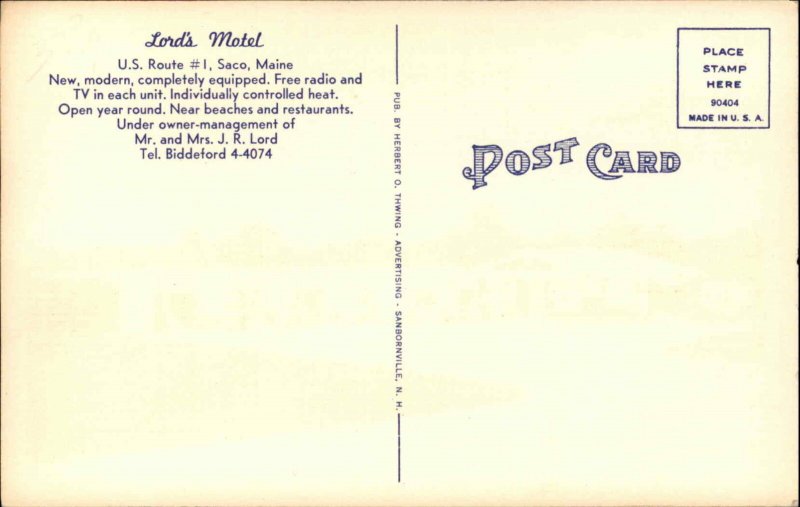 Lord's Motel
U.S. Route #1, Saco, Maine
New, modern, completely equipped. Free radio and
TV in each unit. Individually controlled heat.
Open year round. Near beaches and restaurants.
Under owner-management of
Mr. and Mrs. J. R. Lord
Tel. Biddeford 4-4074
PUB. BY HERBERT O. THWING - ADVERTISING - SANBORNVILLE, N. H.
POST CARD
PLACE
STAMP
HERE
90404
MADE IN U. S. A.